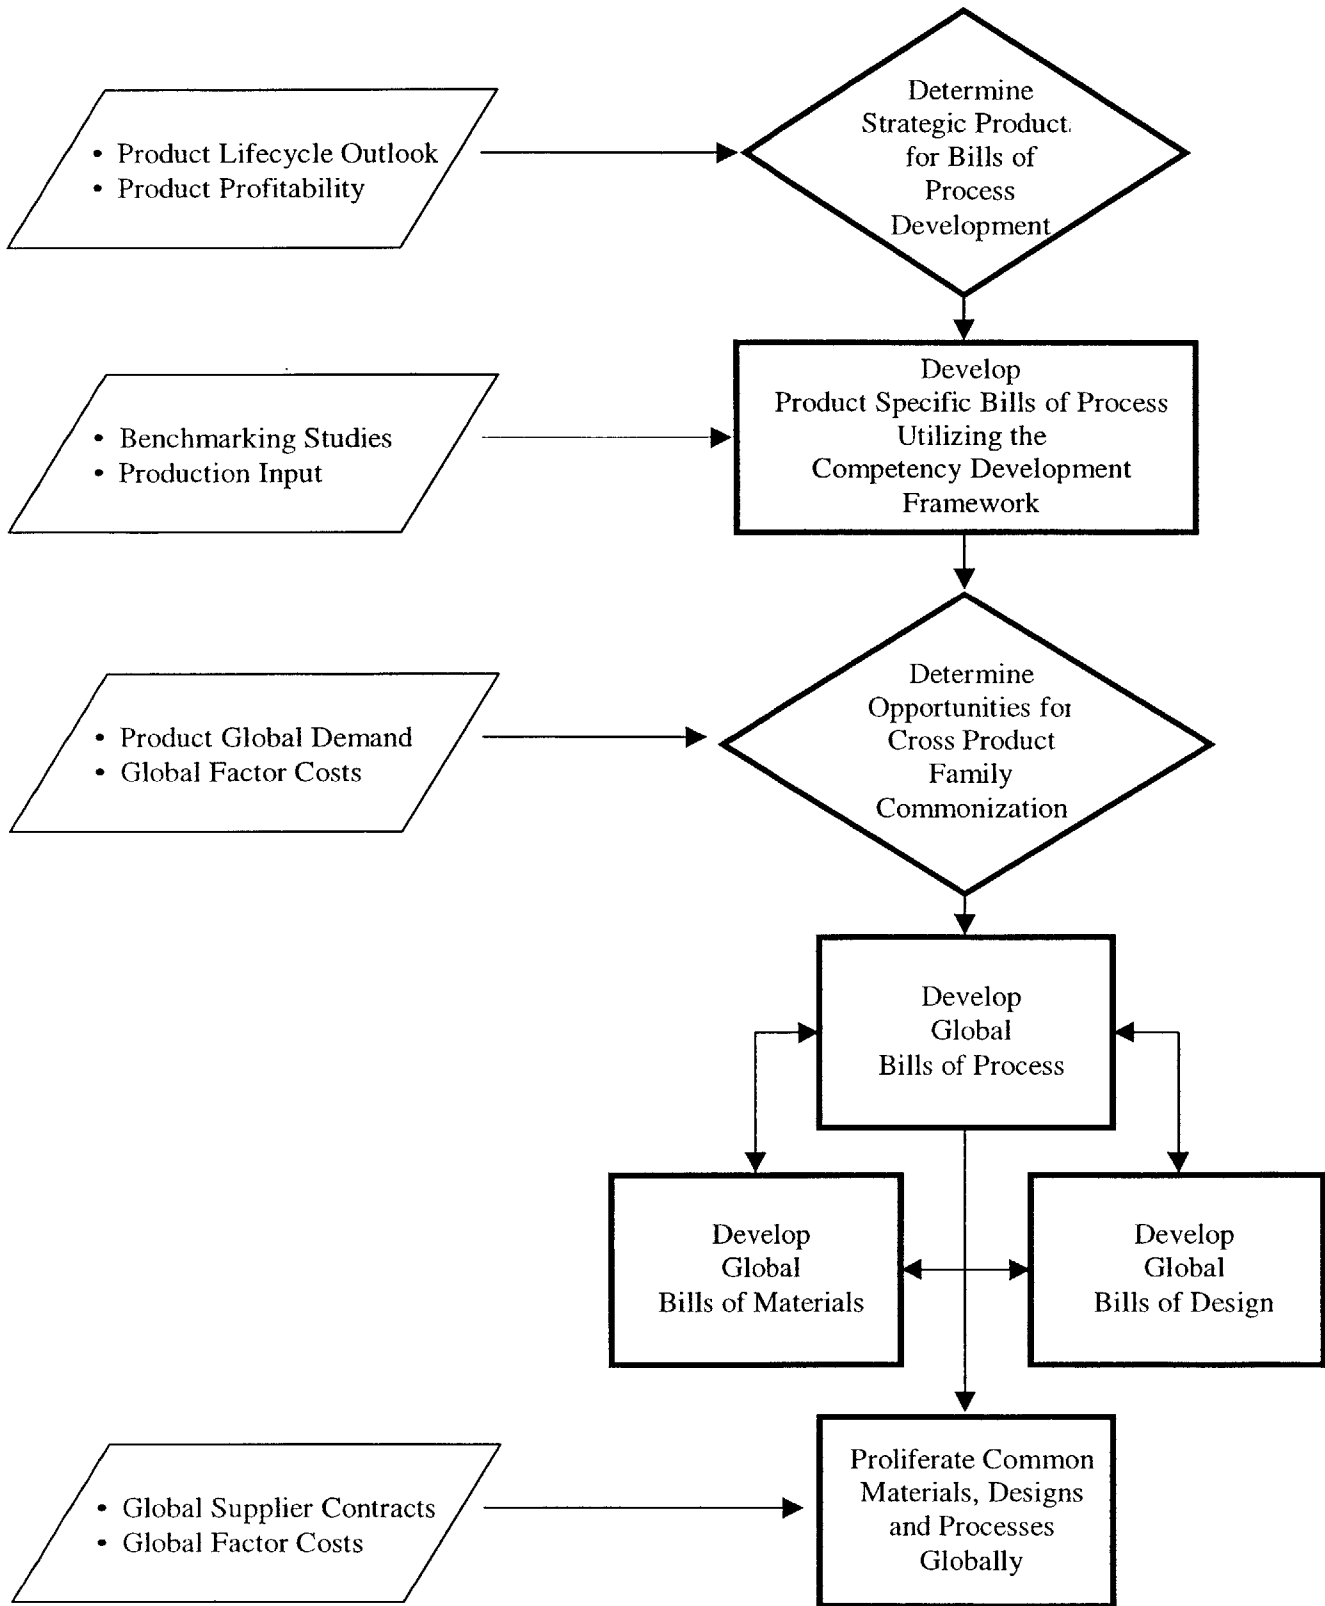 • Product Lifecycle Outlook
• Product Profitability
Determine
Strategic Product
for Bills of
Process
Development
• Benchmarking Studies
• Production Input
Develop
Product Specific Bills of Process
Utilizing the
Competency Development
Framework
• Product Global Demand
• Global Factor Costs
Determine
Opportunities for
Cross Product
Family
Commonization
Develop
Global
Bills of Process
Develop
Global
Bills of Materials
Develop
Global
Bills of Design
• Global Supplier Contracts
• Global Factor Costs
Proliferate Common
Materials, Designs
and Processes
Globally